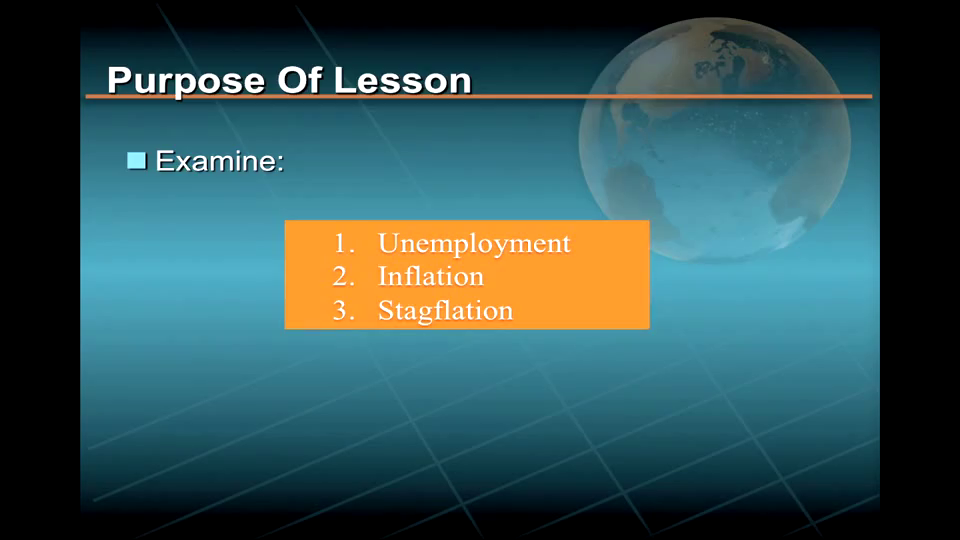 Purpose Of Lesson
Examine:
1. Unemployment
2. Inflation
3. Stagflation